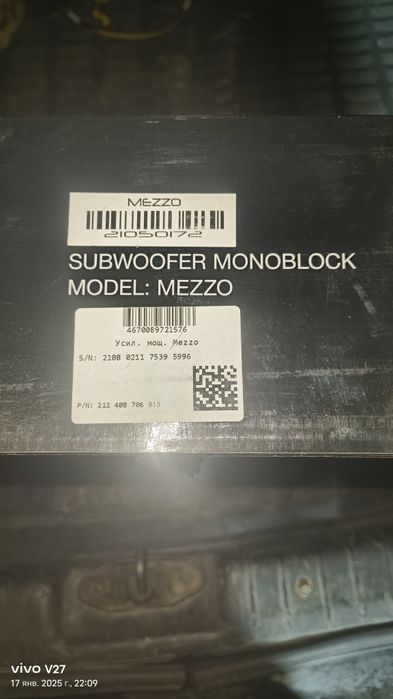 MEZZO
21050172
SUBWOOFER MONOBLOCK
MODEL: MEZZO
4670089721576
Усил. мощ. Mezzo
S/N: 2108 0211 7539 5996
P/N: 212 408 706 015
vivo V27
17 янв. 2025 г., 22:09